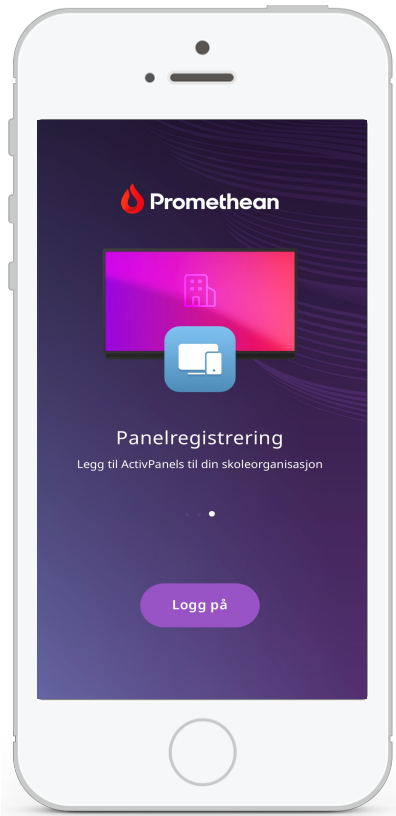 Promethean
Panelregistrering
Legg til ActivPanels til din skoleorganisasjon
Logg på